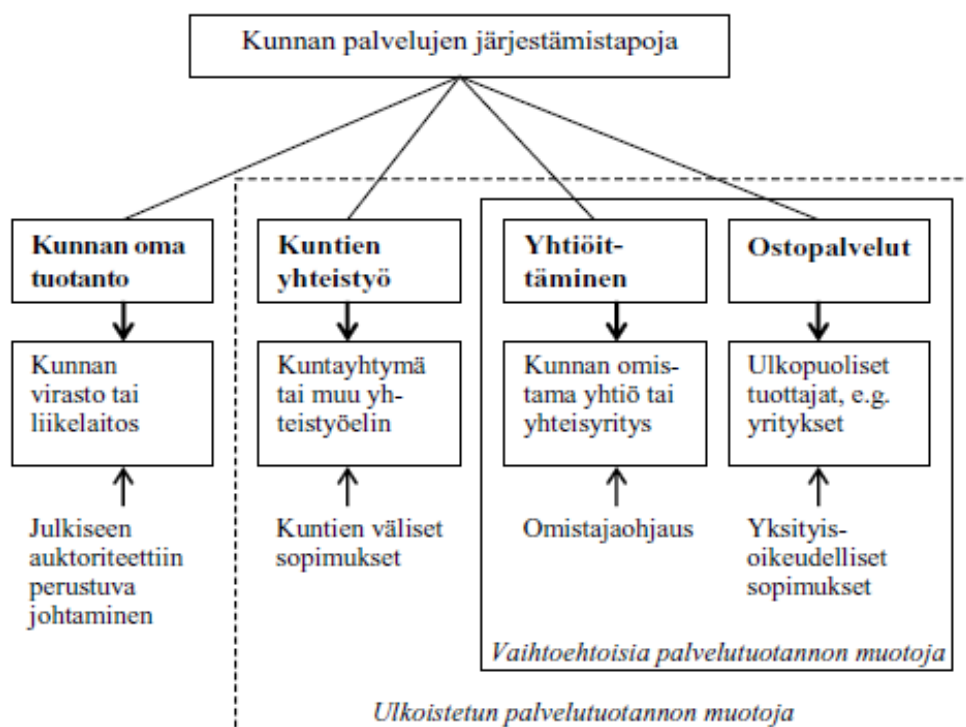 Kunnan palvelujen järjestämistapoja
Kunnan oma
tuotanto
Kuntien
yhteistyö
Yhtiöit-
täminen
Ostopalvelut
Kunnan
virasto tai
liikelaitos
Kuntayhtymä
tai muu yh-
teistyöelin
Kunnan omis-
tama yhtiö tai
yhteisyritys
Ulkopuoliset
tuottajat, e.g.
yritykset
Julkiseen
auktoriteettiin
perustuva
johtaminen
Kuntien väliset
sopimukset
Omistajaohjaus
Yksityis-
oikeudelliset
sopimukset
Vaihtoehtoisia palvelutuotannon muotoja
Ulkoistetun palvelutuotannon muotoja